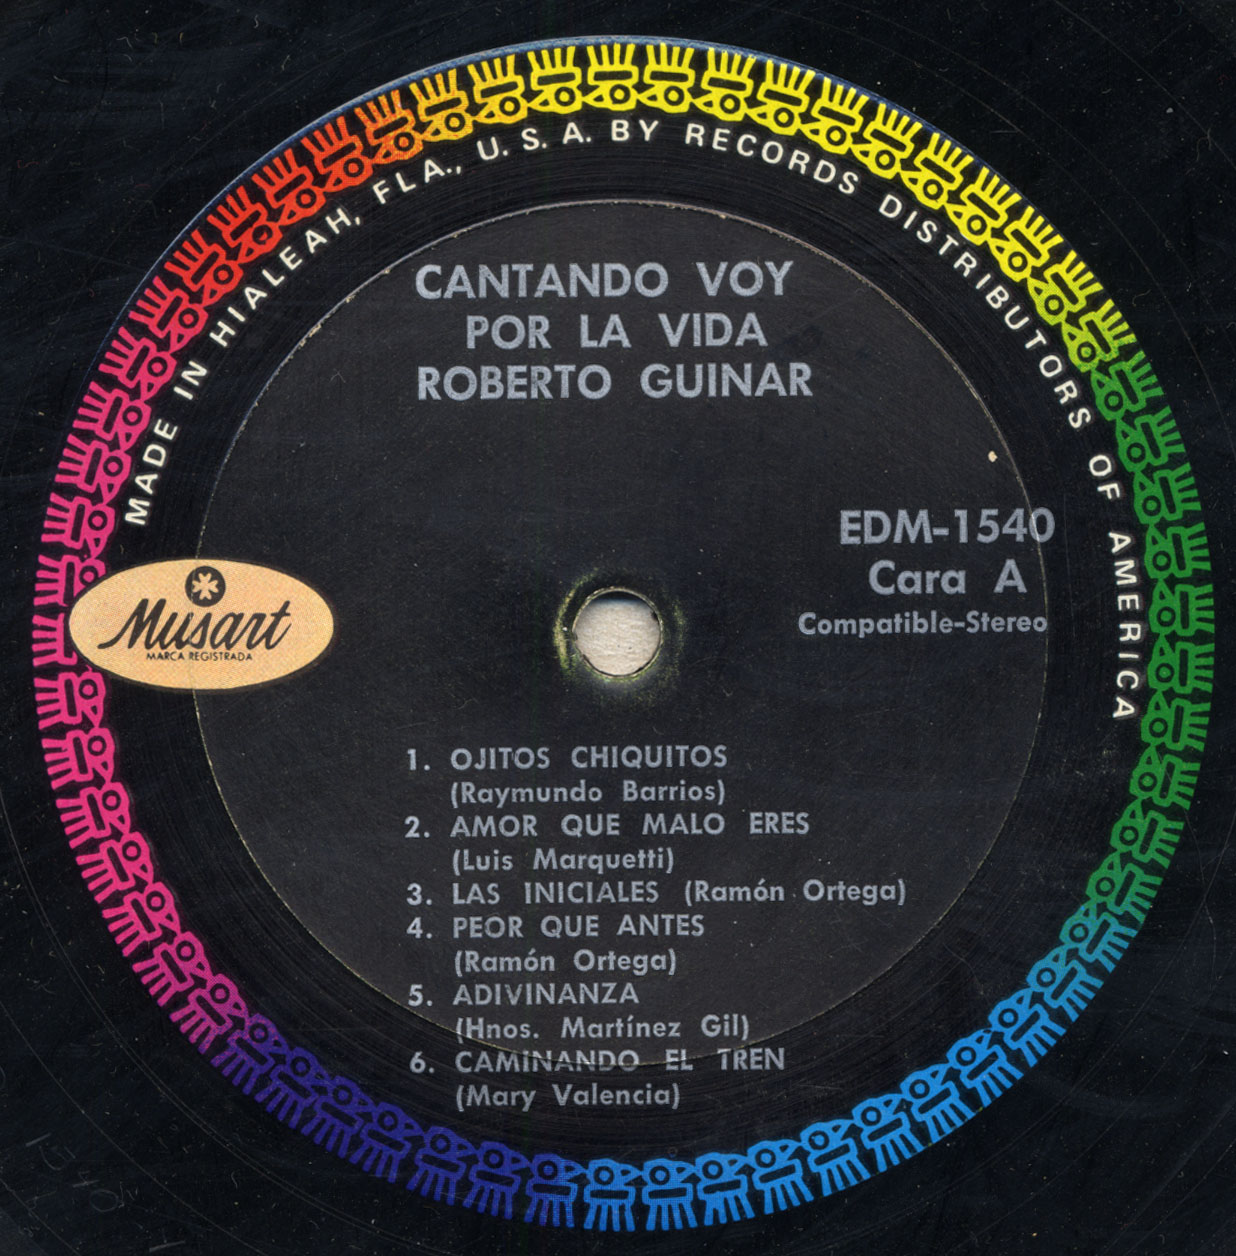 MADE IN HIALEAH, FLA., U.S.A. BY RECORDS DISTRIBUTORS OF AMERICA
CANTANDO VOY
POR LA VIDA
ROBERTO GUINAR
EDM-1540
Cara A
Compatible-Stereo
Musart
MARCA REGISTRADA
1. OJITOS CHIQUITOS
(Raymundo Barrios)
2. AMOR QUE MALO ERES
(Luis Marquetti)
3. LAS INICIALES (Ramón Ortega)
4. PEOR QUE ANTES
(Ramón Ortega)
5. ADIVINANZA
(Hnos. Martínez Gil)
6. CAMINANDO EL TREN
(Mary Valencia)